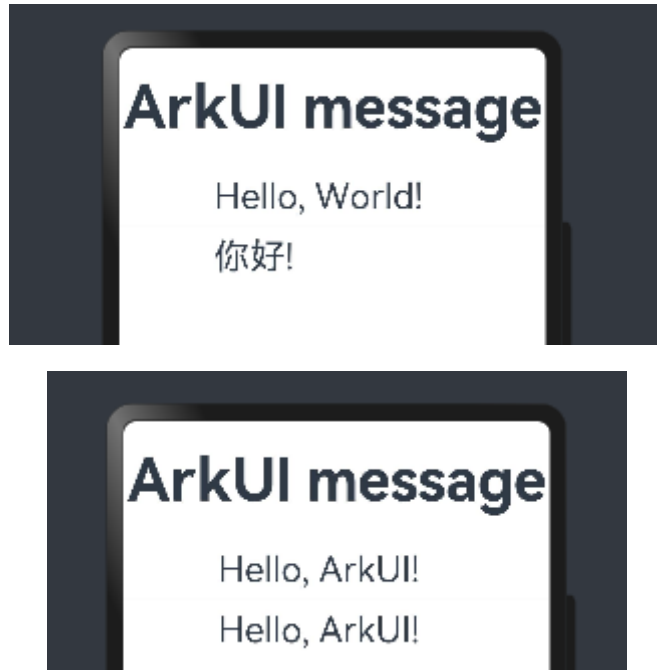 ArkUI message
Hello, World!
你好!
ArkUI message
Hello, ArkUI!
Hello, ArkUI!